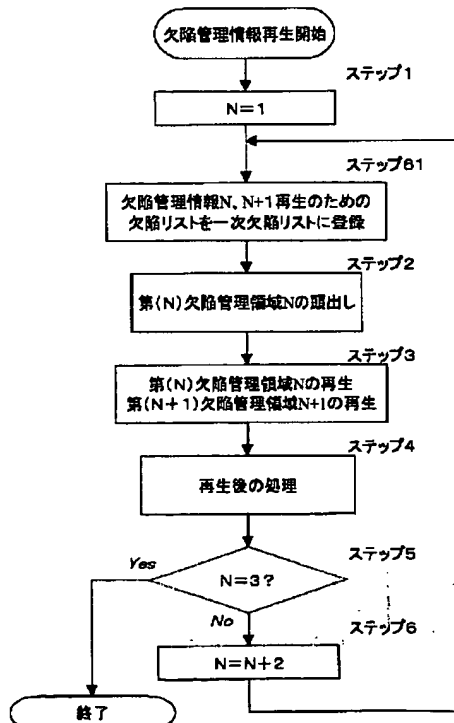 欠陥管理情報再生開始
ステップ1
N=1
ステップ61
欠陥管理情報N、N+1再生のための
欠陥リストを一次欠陥リストに登録
ステップ2
第(N)欠陥管理領域Nの頭出し
ステップ3
第(N)欠陥管理領域Nの再生
第(N+1)欠陥管理領域N+1の再生
ステップ4
再生後の処理
ステップ5
Yes
N=3?
No
ステップ6
N=N+2
終了